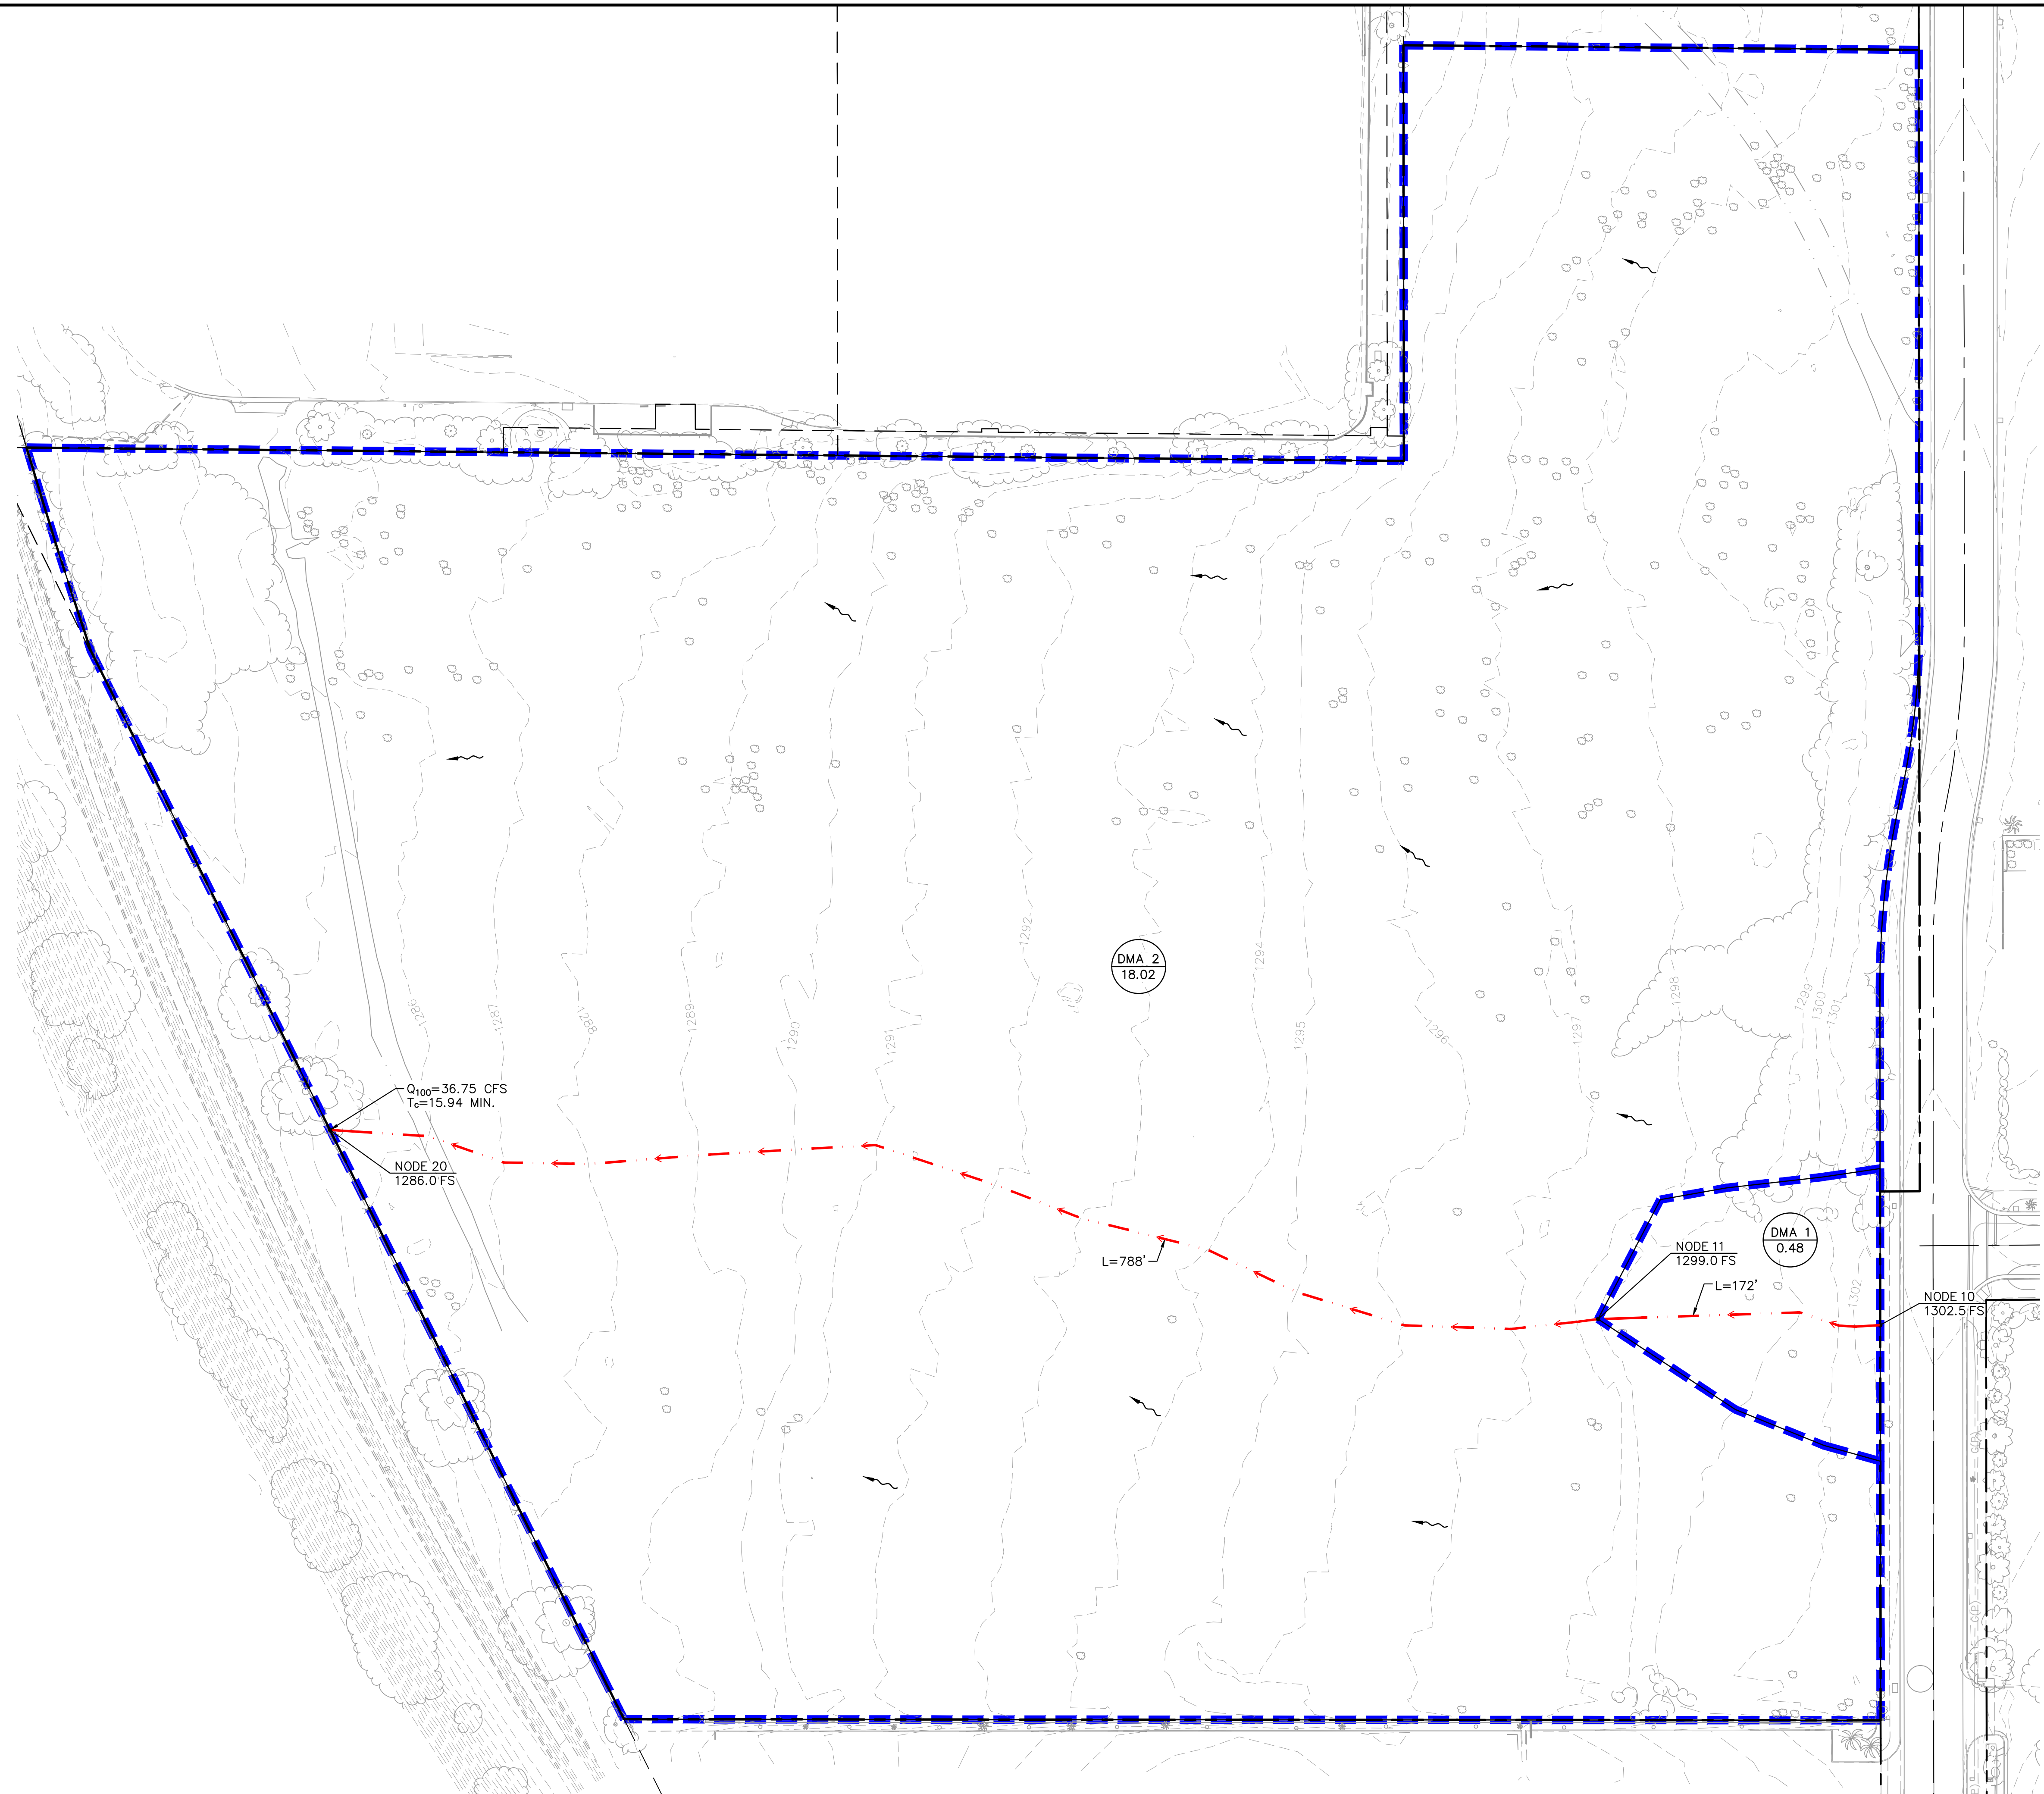 DMA 2
18.02
1292
1294
1299
1300
1301
1298
1286
1287
1288
1289
1290
1291
1295
1296
1297
Q₁₀₀=36.75 CFS
T꜀=15.94 MIN.
NODE 20
1286.0 FS
L=788'
NODE 11
1299.0 FS
DMA 1
0.48
L=172'
1302
NODE 10
1302.5 FS